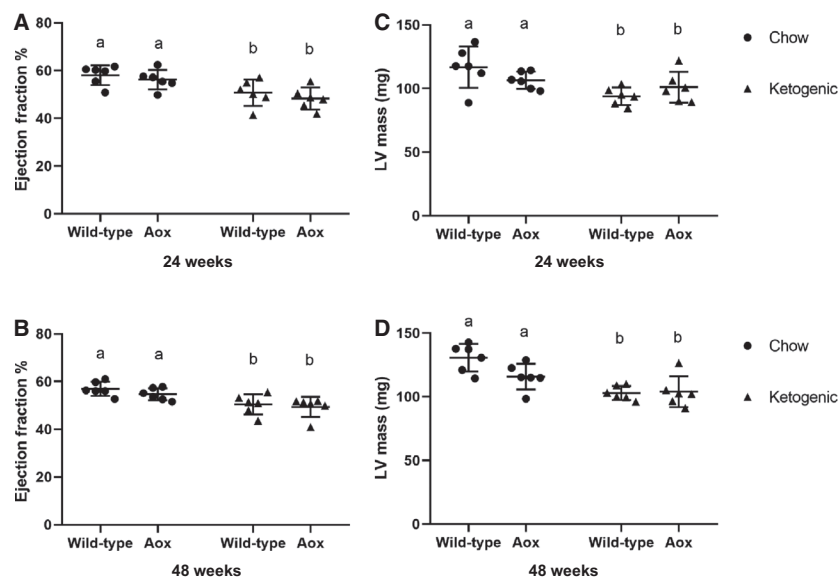 A
Ejection fraction %
80
60
40
20
0
a
a
b
b
Wild-type
Aox
Wild-type
Aox
24 weeks
C
LV mass (mg)
150
100
50
0
a
a
b
b
Wild-type
Aox
Wild-type
Aox
24 weeks
Chow
Ketogenic
B
Ejection fraction %
80
60
40
20
0
a
a
b
b
Wild-type
Aox
Wild-type
Aox
48 weeks
D
LV mass (mg)
150
100
50
0
a
a
b
b
Wild-type
Aox
Wild-type
Aox
48 weeks
Chow
Ketogenic